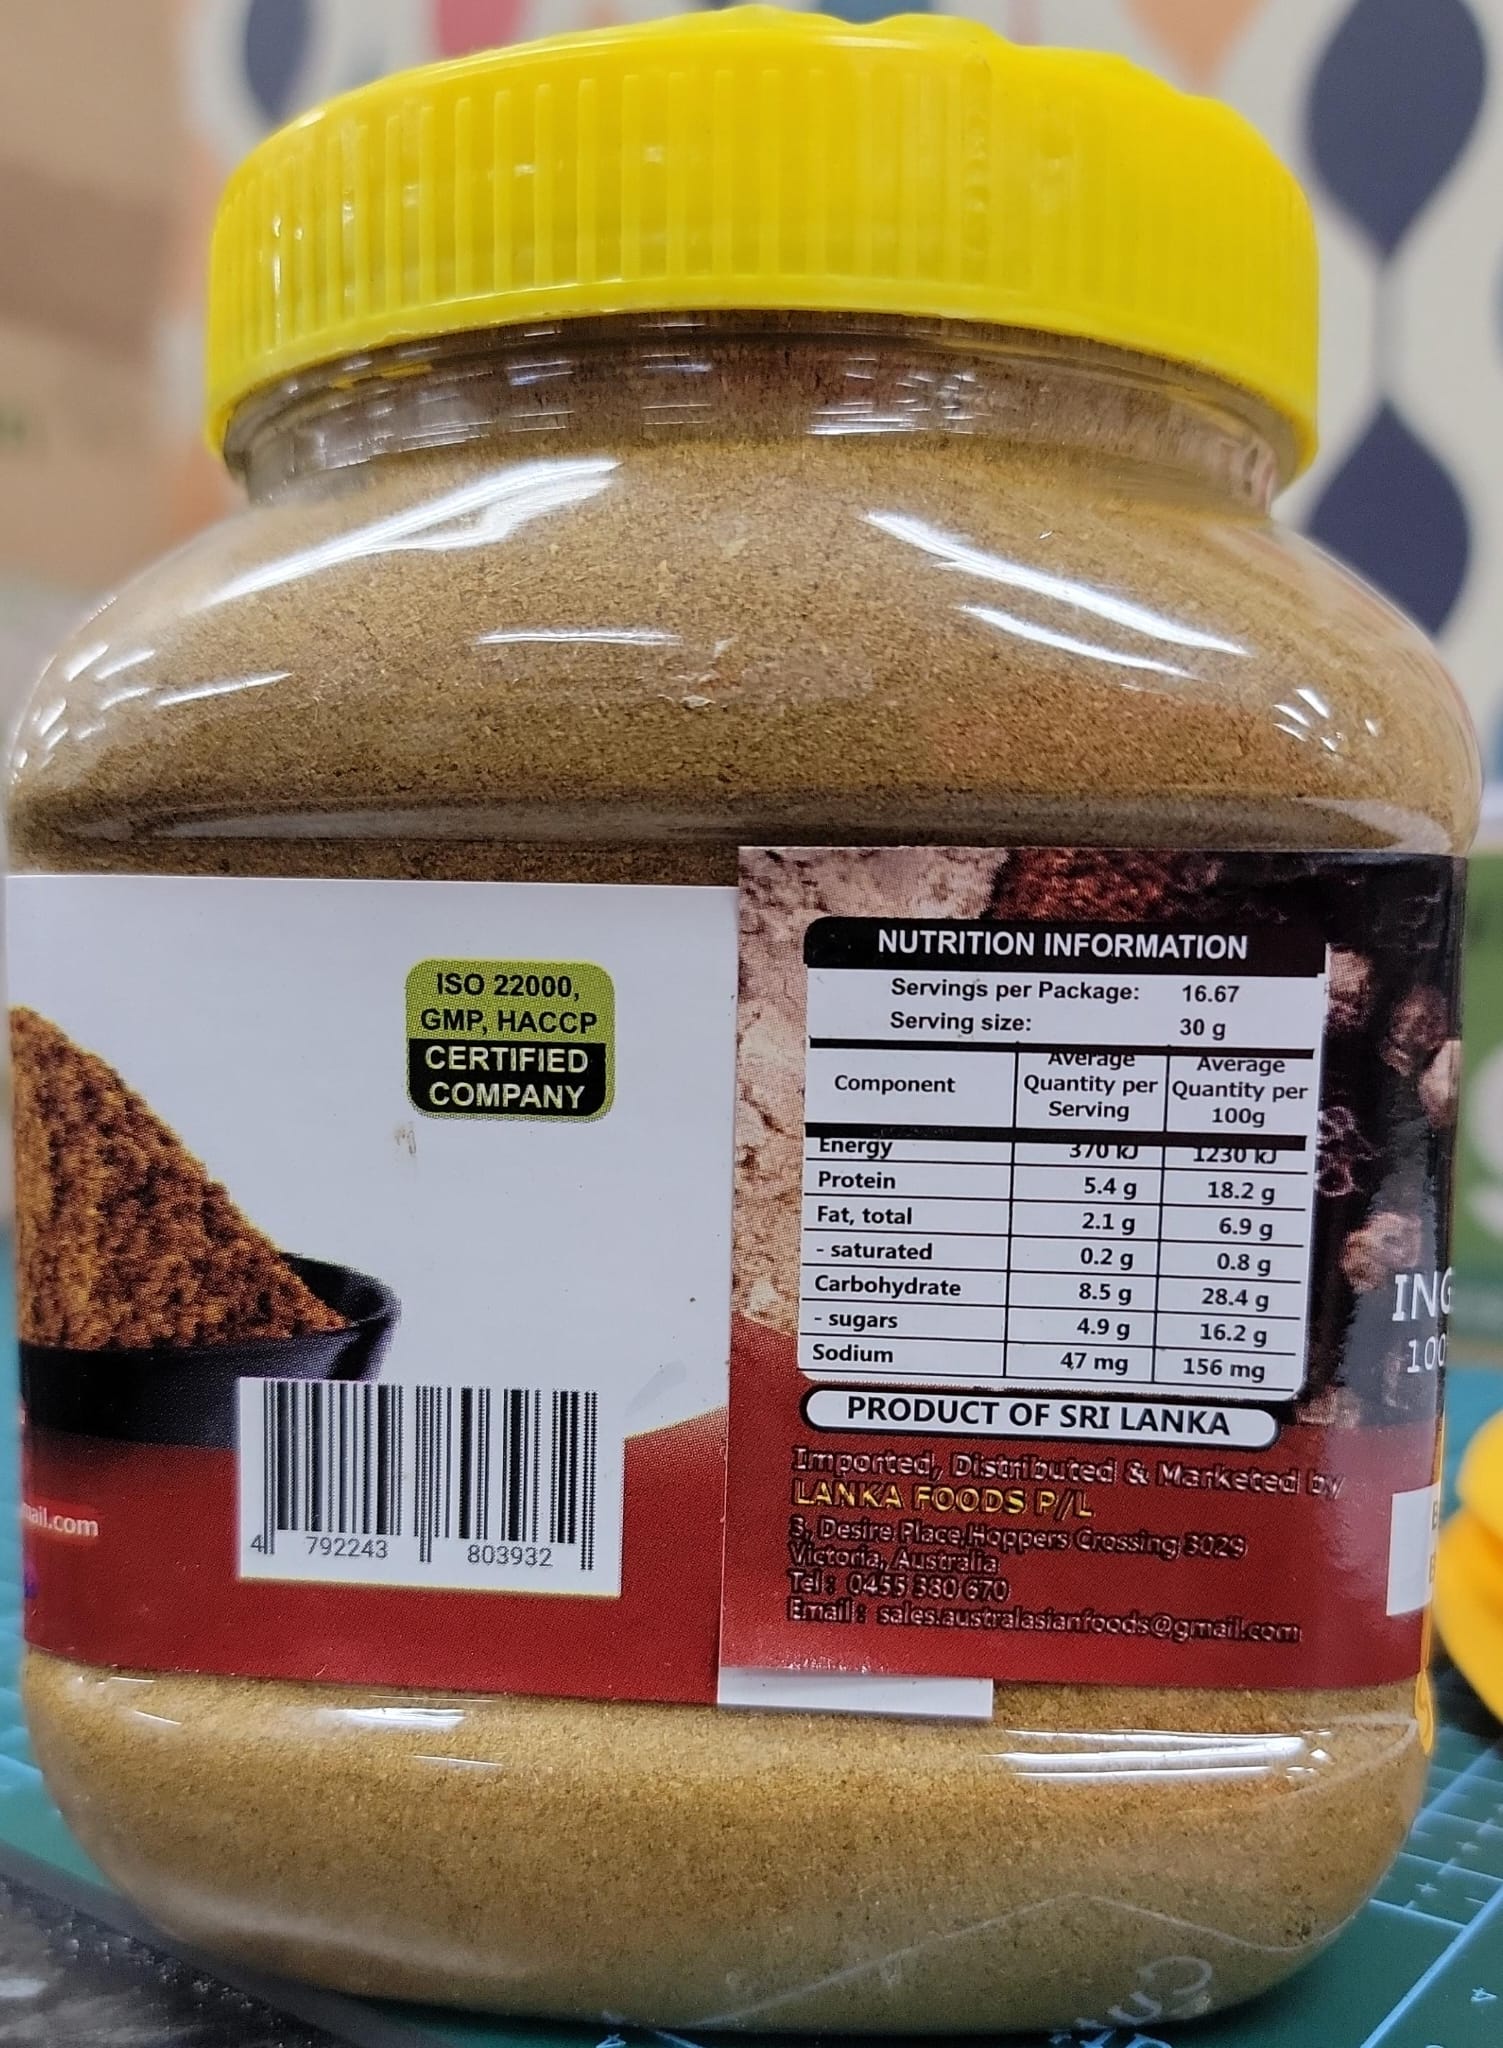 ISO 22000,
GMP, HACCP
CERTIFIED
COMPANY
ail.com
4 792243 803932
NUTRITION INFORMATION
Servings per Package: 16.67
Serving size: 30 g
Component Average Quantity per Serving Average Quantity per 100g
Energy 370 kJ 1230 kJ
Protein 5.4 g 18.2 g
Fat, total 2.1 g 6.9 g
- saturated 0.2 g 0.8 g
Carbohydrate 8.5 g 28.4 g
- sugars 4.9 g 16.2 g
Sodium 47 mg 156 mg
PRODUCT OF SRI LANKA
Imported, Distributed & Marketed by
LANKA FOODS P/L
3, Desire Place,Hoppers Crossing 3029
Victoria, Australia
Tel : 0455 380 670
Email : sales.australasianfoods@gmail.com
ING
100